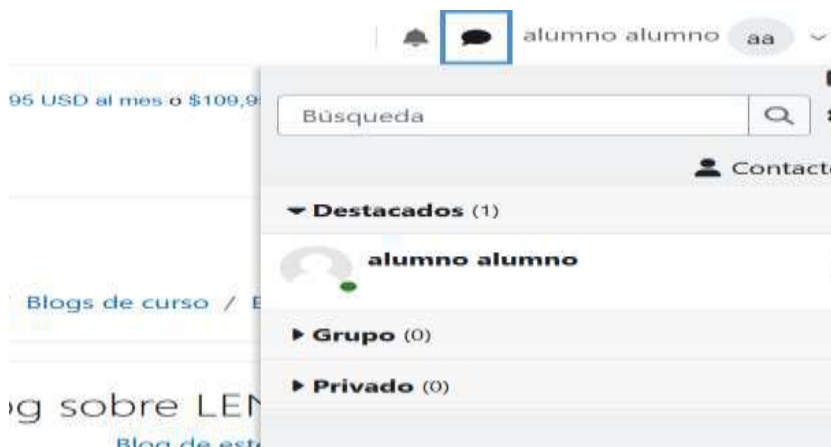 alumno alumno aa
95 USD al mes o $109,9
Búsqueda
Contact
Destacados (1)
alumno alumno
Blogs de curso /
Grupo (0)
Privado (0)
og sobre LEN
Blog de est